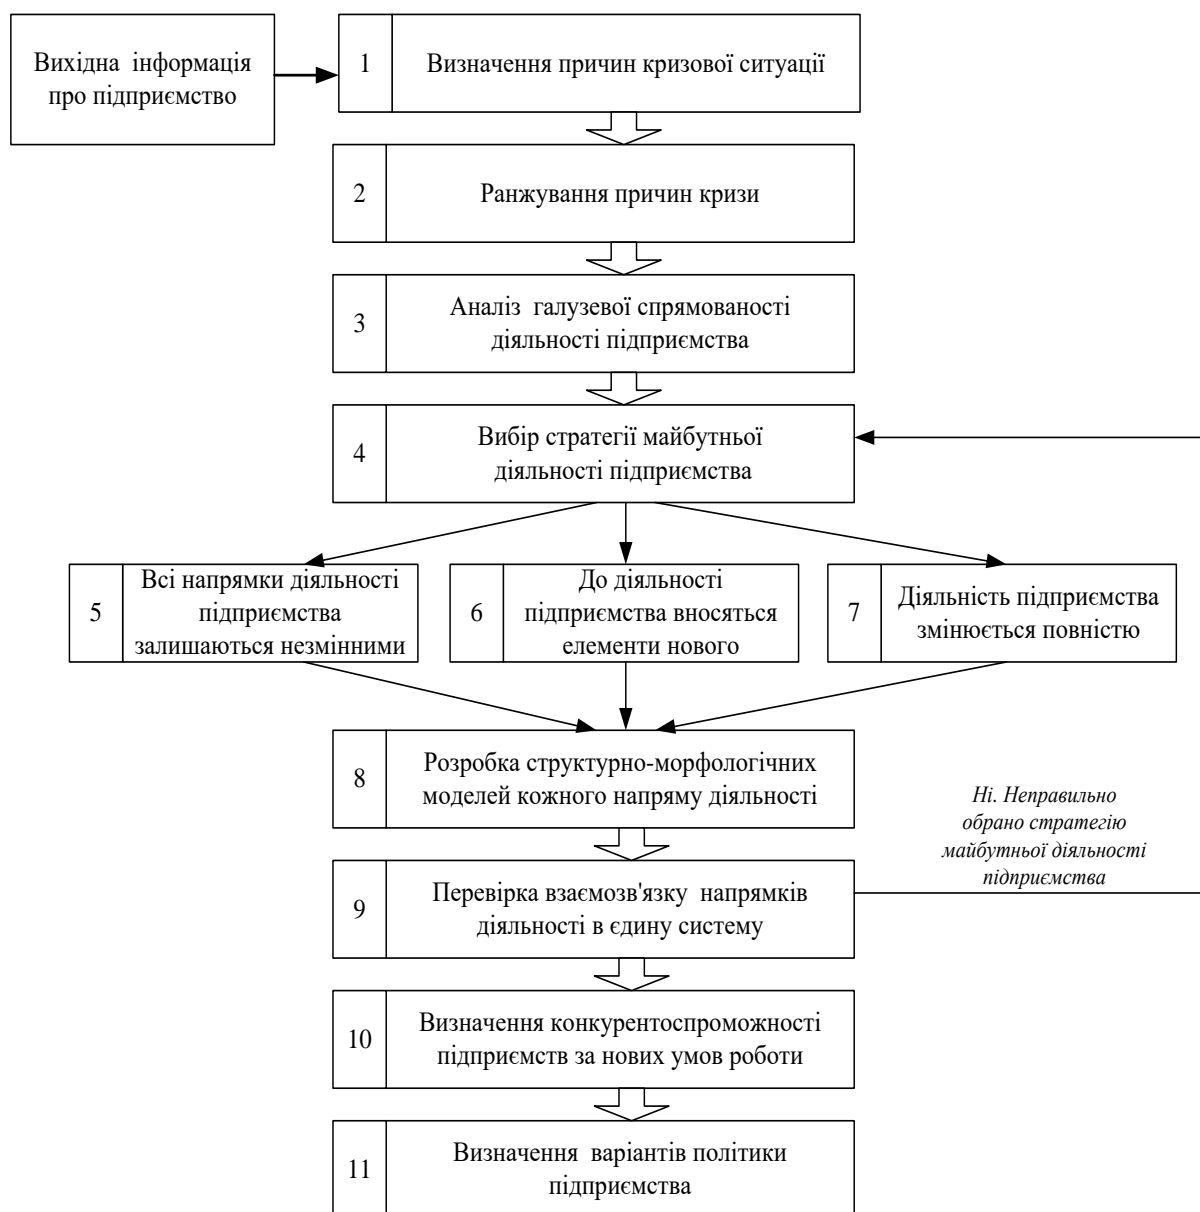 Вихідна інформація
про підприємство
1
Визначення причин кризової ситуації
2
Ранжування причин кризи
3
Аналіз галузевої спрямованості
діяльності підприємства
4
Вибір стратегії майбутньої
діяльності підприємства
5
Всі напрямки діяльності
підприємства
залишаються незмінними
6
До діяльності
підприємства вносяться
елементи нового
7
Діяльність підприємства
змінюється повністю
8
Розробка структурно-морфологічних
моделей кожного напряму діяльності
Ні. Неправильно
обрано стратегію
майбутньої діяльності
підприємства
9
Перевірка взаємозв'язку напрямків
діяльності в єдину систему
10
Визначення конкурентоспроможності
підприємств за нових умов роботи
11
Визначення варіантів політики
підприємства